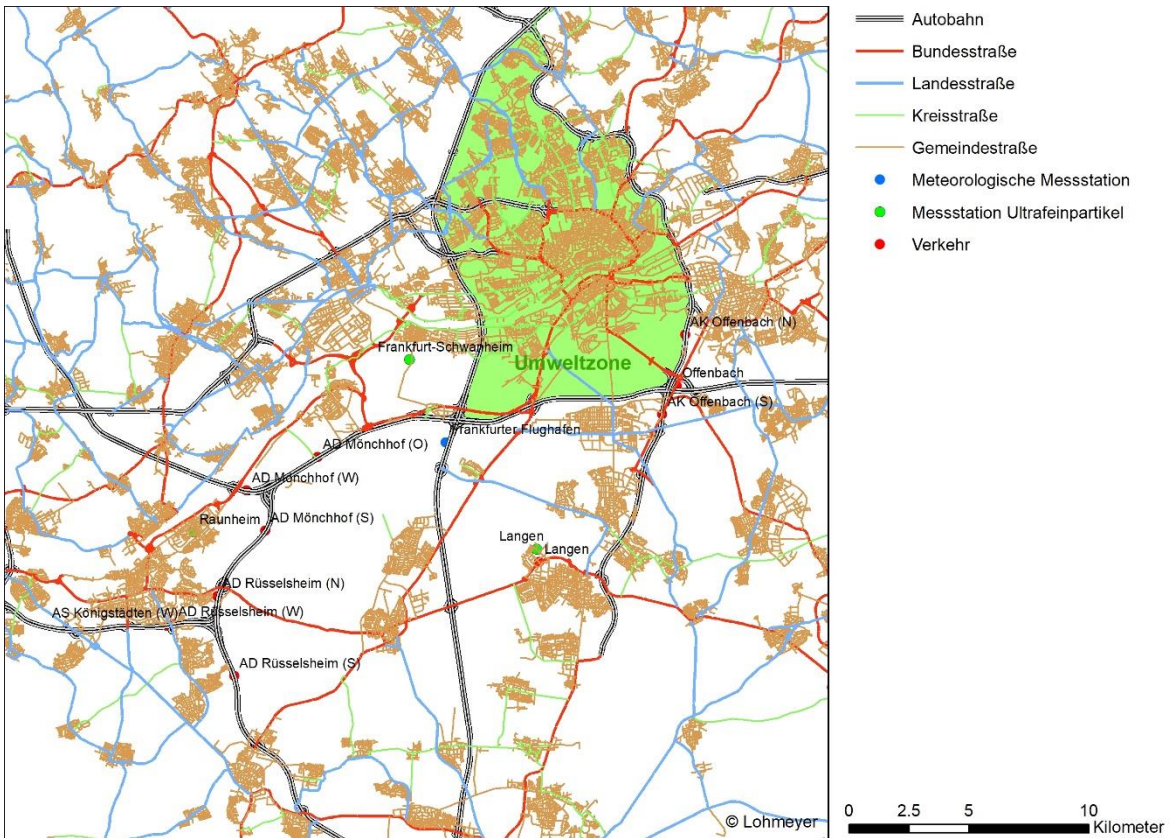 Autobahn
Bundesstraße
Landesstraße
Kreisstraße
Gemeindestraße
Meteorologische Messstation
Messstation Ultrafeinpartikel
Verkehr
AK Offenbach (N)
Frankfurt-Schwanheim
Umweltzone
Offenbach
AK Offenbach (S)
Frankfurter Flughafen
AD Mönchhof (O)
AD Mönchhof (W)
Raunheim
AD Mönchhof (S)
Langen
Langen
AD Rüsselsheim (N)
AS Königstädten (W)
AD Rüsselsheim (W)
AD Rüsselsheim (S)
© Lohmeyer
0 2.5 5 10
Kilometer